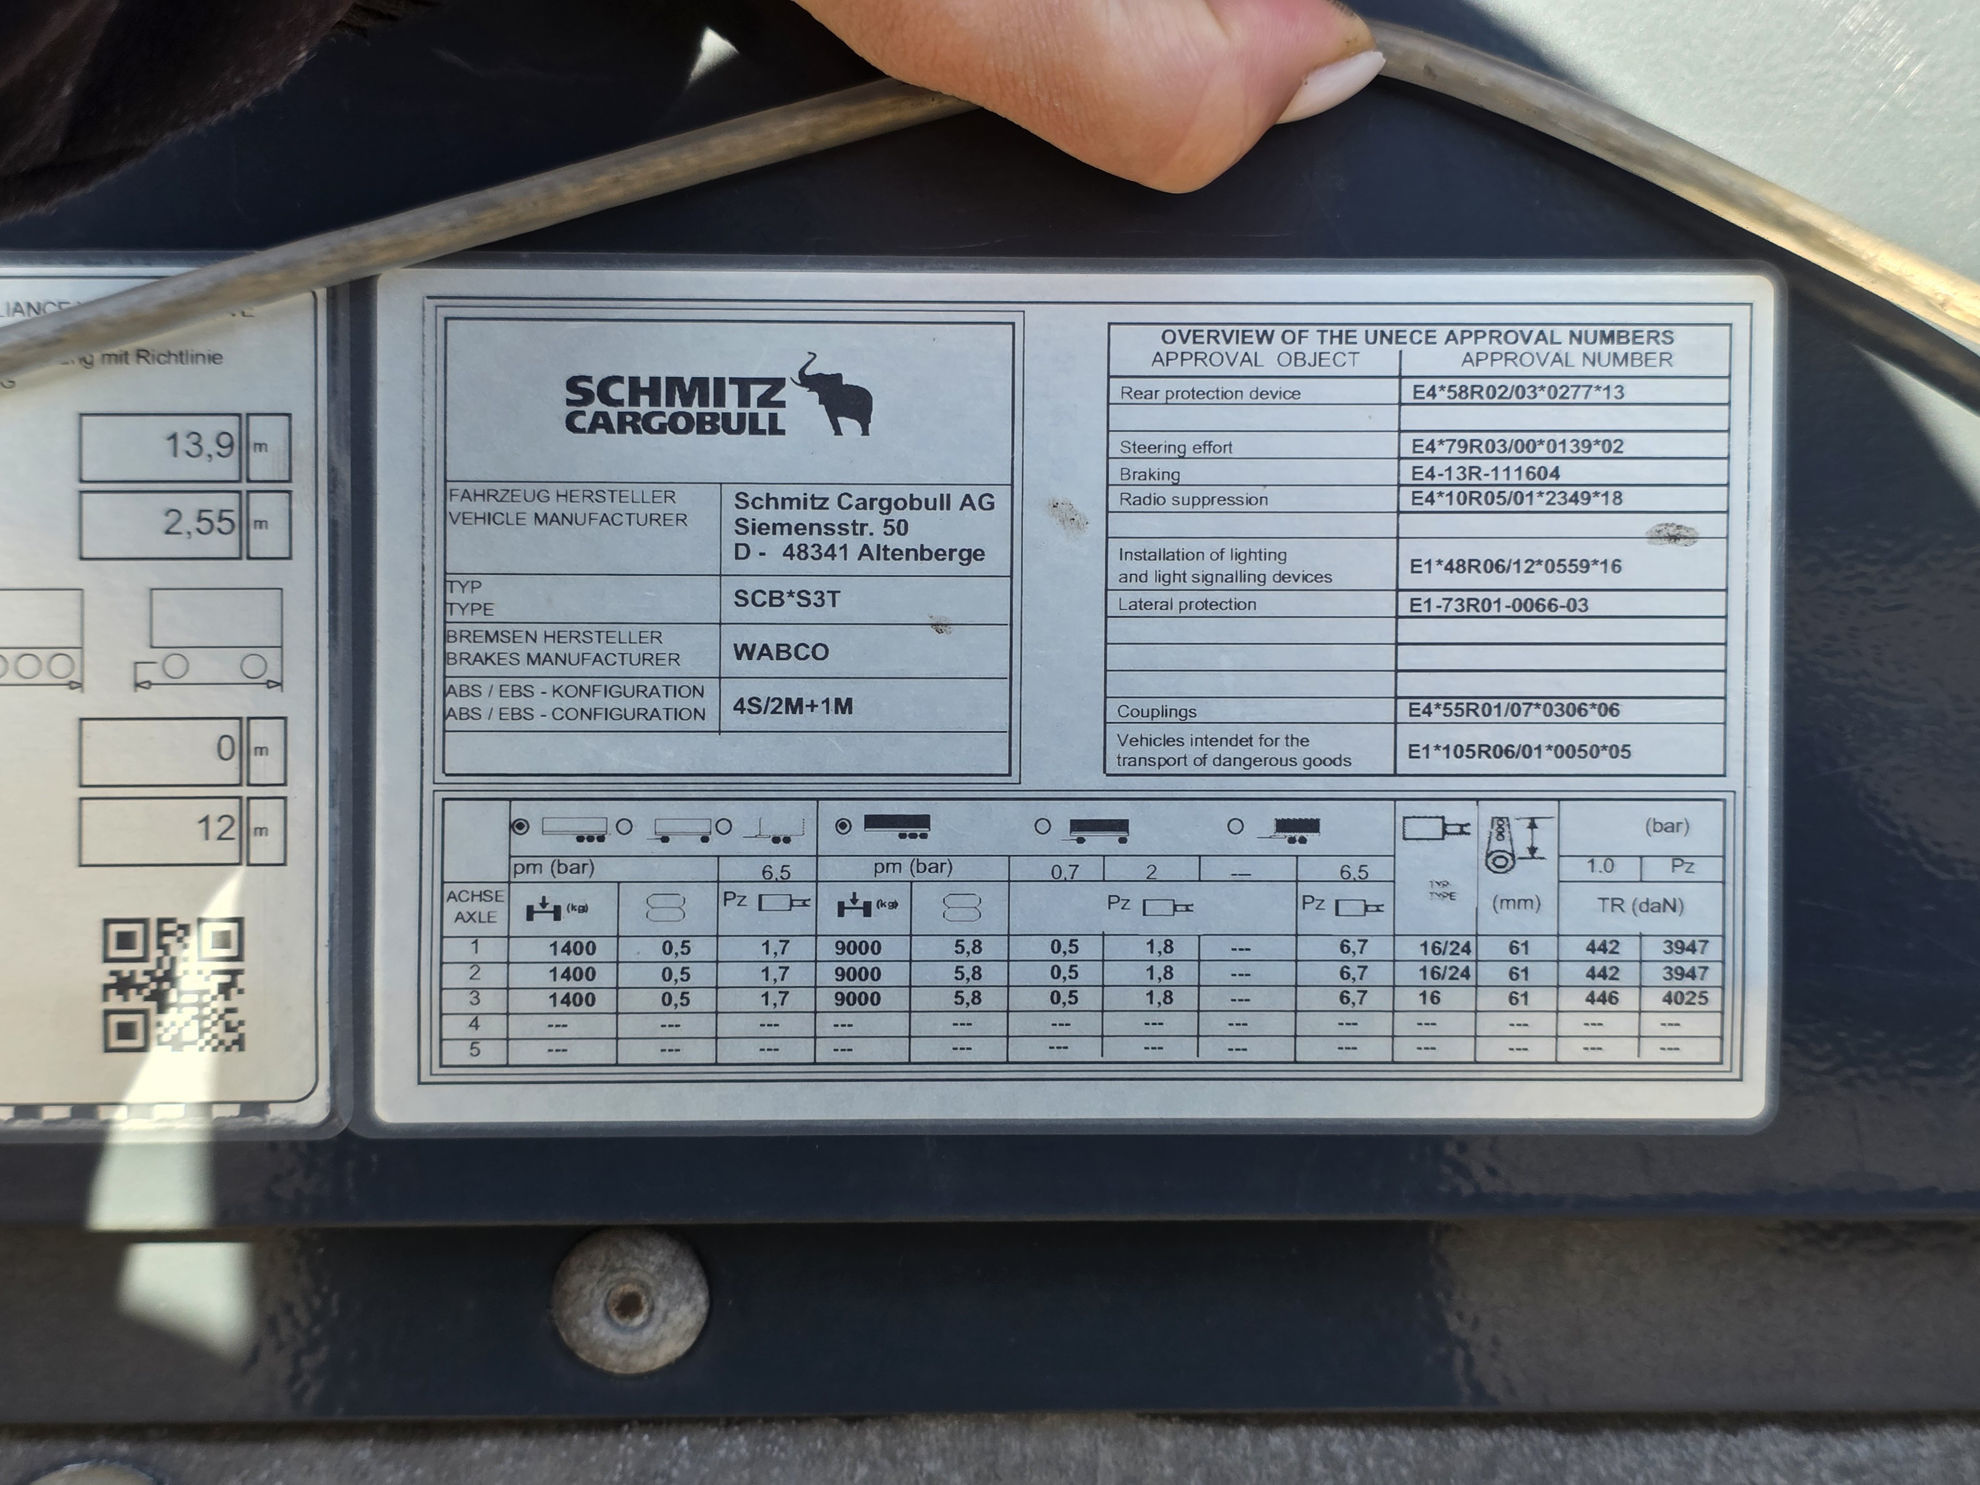 LIANCE
ng mit Richtlinie
G
13,9 m
2,55 m
0 m
12 m
SCHMITZ
CARGOBULL
FAHRZEUG HERSTELLER
VEHICLE MANUFACTURER
Schmitz Cargobull AG
Siemensstr. 50
D - 48341 Altenberge
TYP
TYPE
SCB*S3T
BREMSEN HERSTELLER
BRAKES MANUFACTURER
WABCO
ABS / EBS - KONFIGURATION
ABS / EBS - CONFIGURATION
4S/2M+1M
OVERVIEW OF THE UNECE APPROVAL NUMBERS
APPROVAL OBJECT APPROVAL NUMBER
Rear protection device E4*58R02/03*0277*13
Steering effort E4*79R03/00*0139*02
Braking E4-13R-111604
Radio suppression E4*10R05/01*2349*18
Installation of lighting
and light signalling devices E1*48R06/12*0559*16
Lateral protection E1-73R01-0066-03
Couplings E4*55R01/07*0306*06
Vehicles intendet for the
transport of dangerous goods E1*105R06/01*0050*05
(bar)
pm (bar) 6,5 pm (bar) 0,7 2 --- 6,5 1.0 Pz
ACHSE
AXLE
(kg) Pz (kg) Pz Pz
TYP
TYPE
(mm) TR (daN)
1 1400 0,5 1,7 9000 5,8 0,5 1,8 --- 6,7 16/24 61 442 3947
2 1400 0,5 1,7 9000 5,8 0,5 1,8 --- 6,7 16/24 61 442 3947
3 1400 0,5 1,7 9000 5,8 0,5 1,8 --- 6,7 16 61 446 4025
4 --- --- --- --- --- --- --- --- --- --- --- --- ---
5 --- --- --- --- --- --- --- --- --- --- --- --- ---